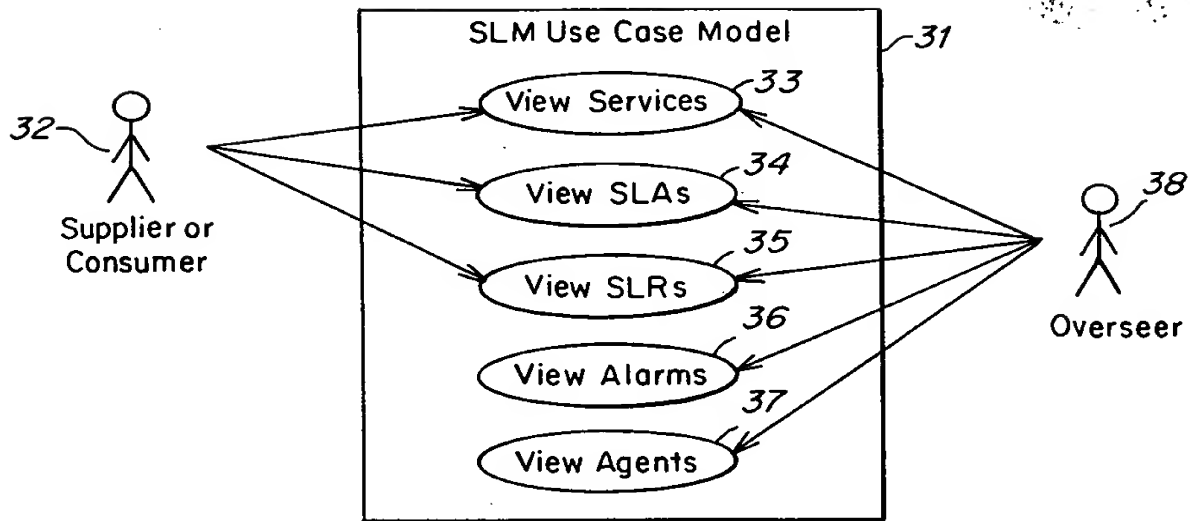 SLM Use Case Model
31
View Services
33
32
Supplier or
Consumer
View SLAs
34
View SLRs
35
View Alarms
36
View Agents
37
38
Overseer